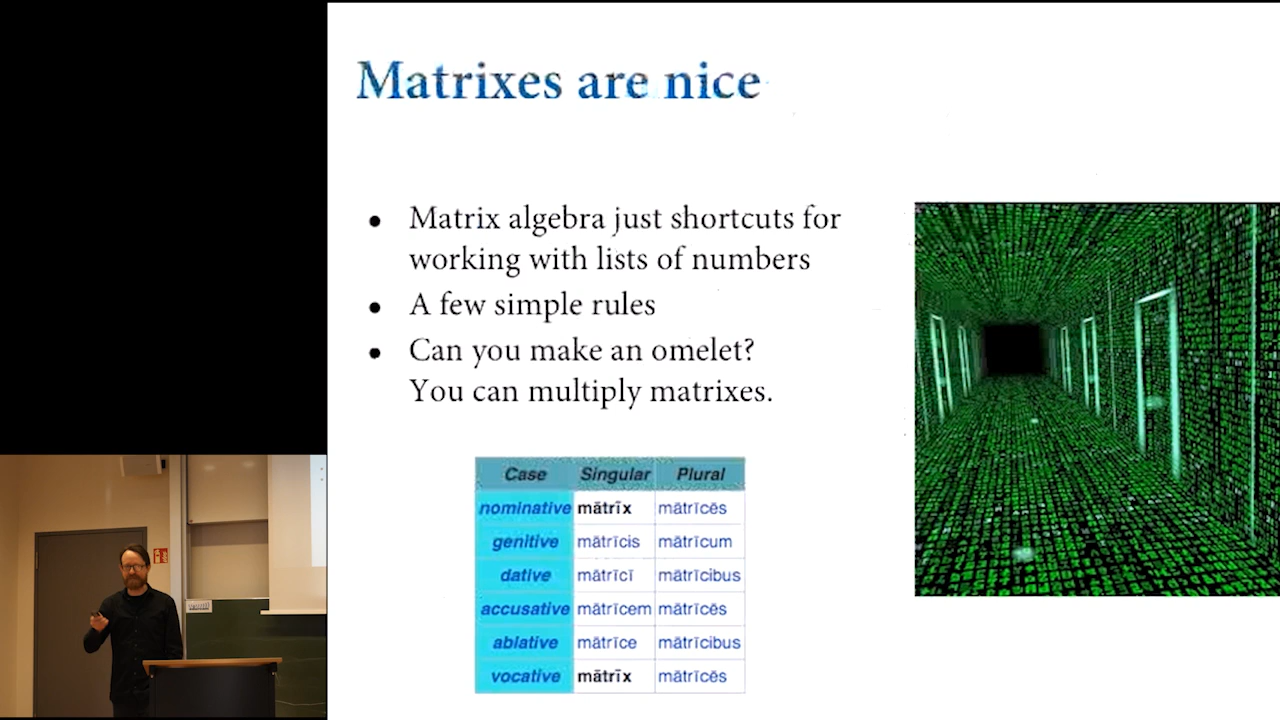 Matrixes are nice
● Matrix algebra just shortcuts for
working with lists of numbers
● A few simple rules
● Can you make an omelet?
You can multiply matrixes.
Case Singular Plural
nominative mātrīx mātrīcēs
genitive mātrīcis mātrīcum
dative mātrīcī mātrīcibus
accusative mātrīcem mātrīcēs
ablative mātrīce mātrīcibus
vocative mātrīx mātrīcēs